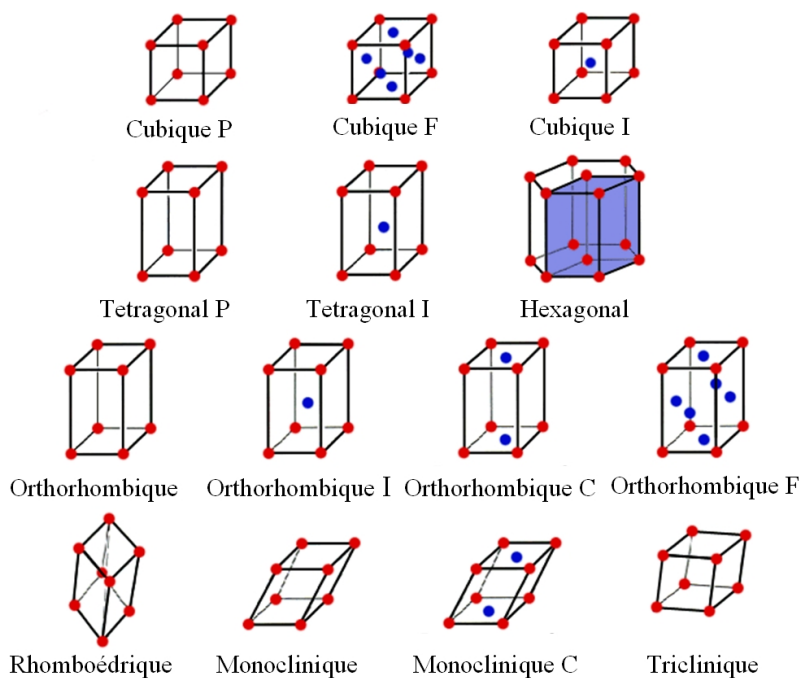 Cubique P
Cubique F
Cubique I
Tetragonal P
Tetragonal I
Hexagonal
Orthorhombique
Orthorhombique I
Orthorhombique C
Orthorhombique F
Rhomboédrique
Monoclinique
Monoclinique C
Triclinique